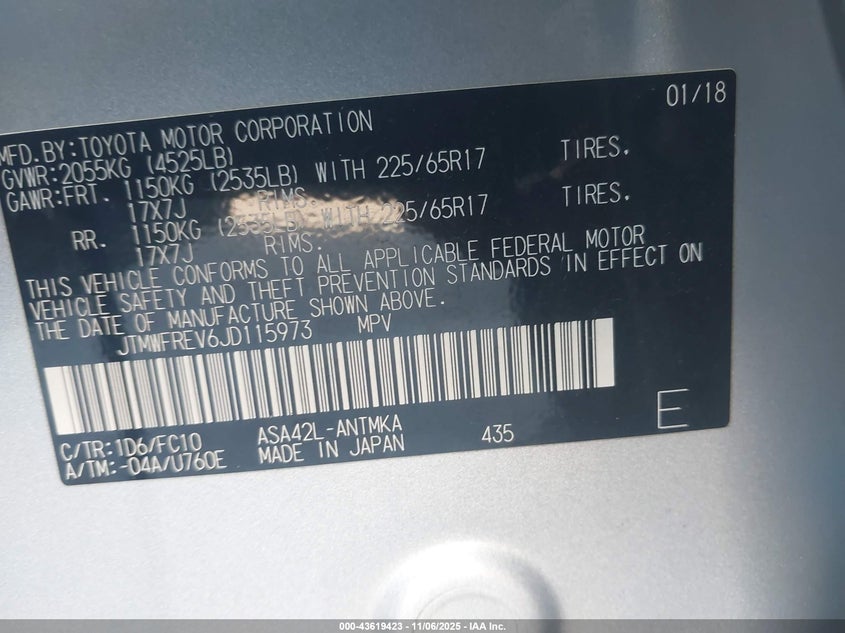 01/18
MFD.BY:TOYOTA MOTOR CORPORATION
GVWR:2055KG (4525LB)
GAWR:FRT. 1150KG (2535LB) WITH 225/65R17 TIRES.
17X7J RIMS.
RR. 1150KG (2535LB) WITH 225/65R17 TIRES.
17X7J RIMS.
THIS VEHICLE CONFORMS TO ALL APPLICABLE FEDERAL MOTOR
VEHICLE SAFETY AND THEFT PREVENTION STANDARDS IN EFFECT ON
THE DATE OF MANUFACTURE SHOWN ABOVE.
JTMWFREV6JD115973 MPV
C/TR:1D6/FC10 ASA42L-ANTMKA
A/TM:-04A/U760E MADE IN JAPAN 435 E
000-43619423 - 11/06/2025 - IAA Inc.